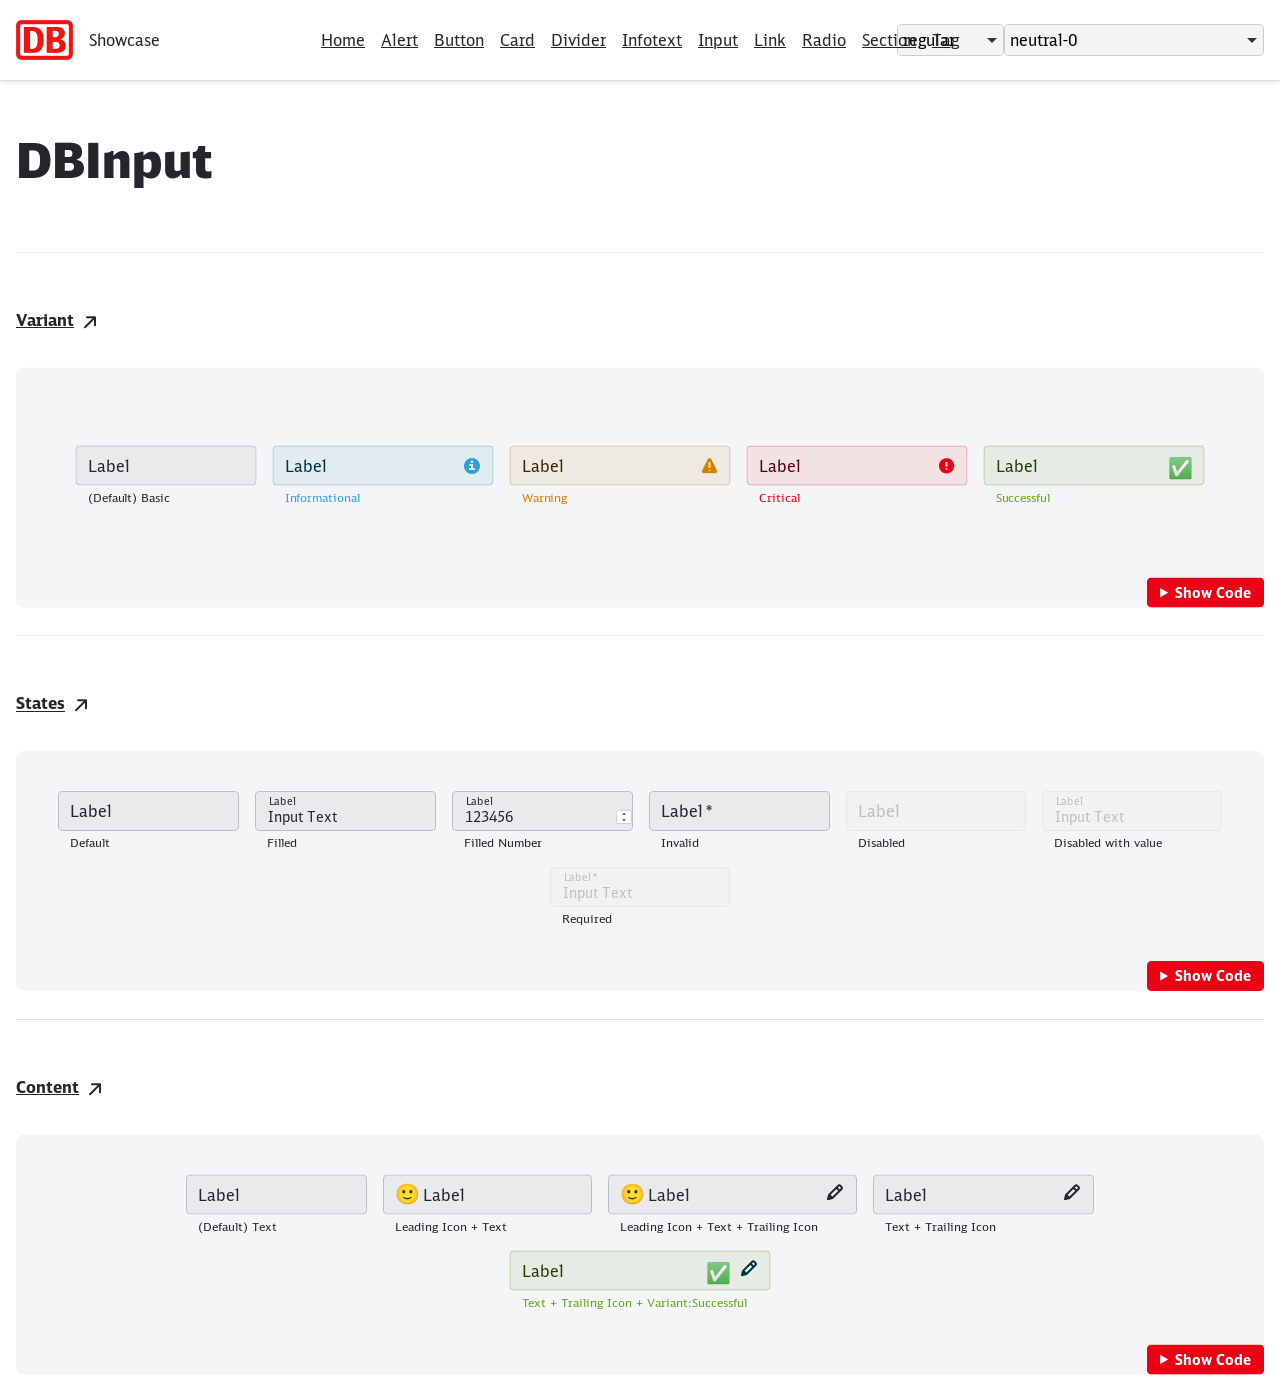 DB Showcase Home Alert Button Card Divider Infotext Input Link Radio Section Tag regular neutral-0
DBInput
Variant
Label Label Label Label Label
(Default) Basic Informational Warning Critical Successful
Show Code
States
Label Label Label Label * Label Label
Input Text 123456 Input Text
Default Filled Filled Number Invalid Disabled Disabled with value
Label *
Input Text
Required
Show Code
Content
Label Label Label Label
(Default) Text Leading Icon + Text Leading Icon + Text + Trailing Icon Text + Trailing Icon
Label
Text + Trailing Icon + Variant:Successful
Show Code